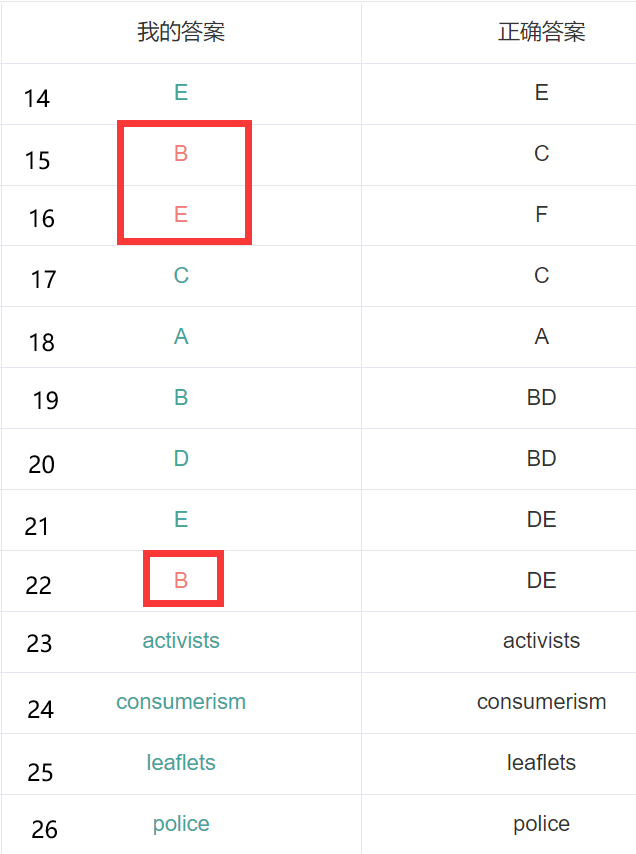 我的答案 正确答案
14 E E
15 B C
16 E F
17 C C
18 A A
19 B BD
20 D BD
21 E DE
22 B DE
23 activists activists
24 consumerism consumerism
25 leaflets leaflets
26 police police